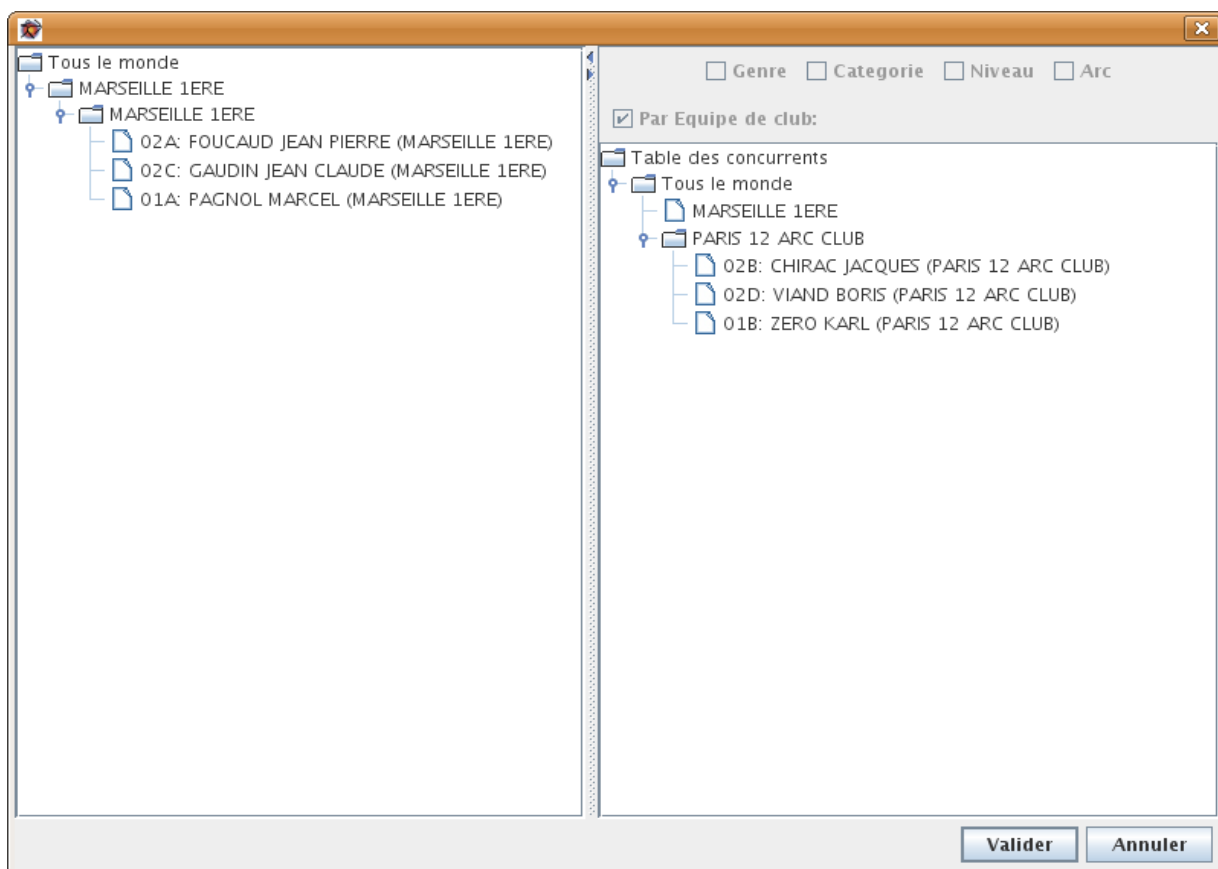 Tous le monde
MARSEILLE 1ERE
MARSEILLE 1ERE
02A: FOUCAUD JEAN PIERRE (MARSEILLE 1ERE)
02C: GAUDIN JEAN CLAUDE (MARSEILLE 1ERE)
01A: PAGNOL MARCEL (MARSEILLE 1ERE)
Genre Categorie Niveau Arc
Par Equipe de club:
Table des concurrents
Tous le monde
MARSEILLE 1ERE
PARIS 12 ARC CLUB
02B: CHIRAC JACQUES (PARIS 12 ARC CLUB)
02D: VIAND BORIS (PARIS 12 ARC CLUB)
01B: ZERO KARL (PARIS 12 ARC CLUB)
Valider Annuler